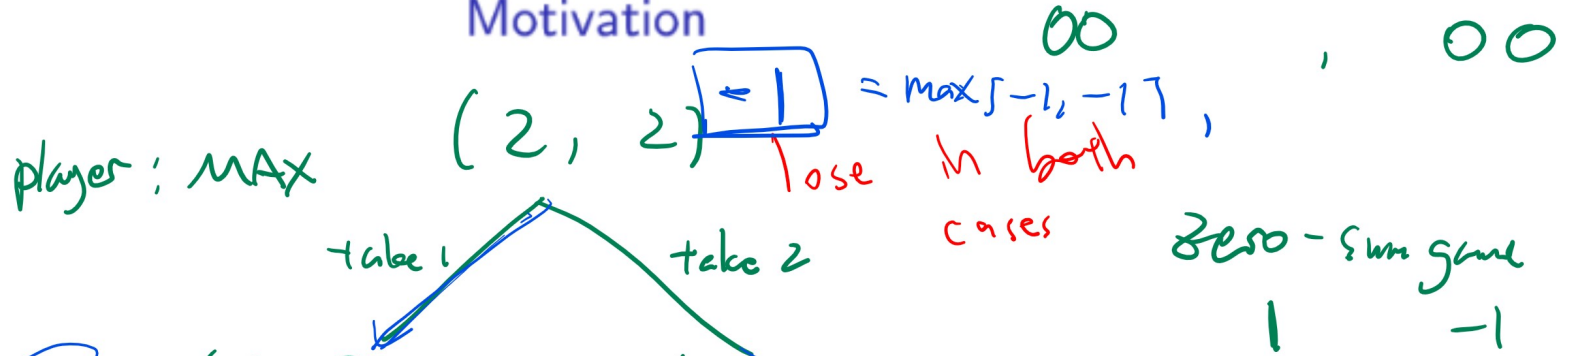 Motivation
OO , OO
(2, 2) -1 = max[-1, -1],
player: MAX
lose in both cases
take 1 take 2
zero-sum game
1 -1